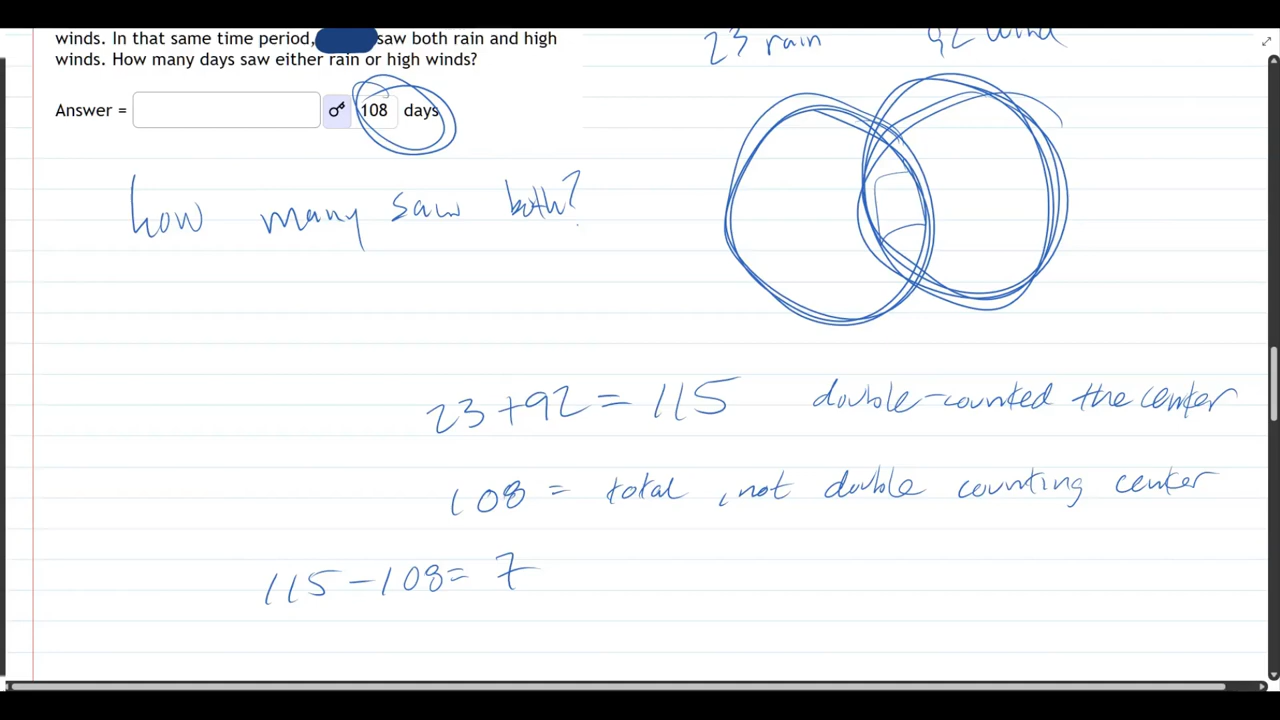 winds. In that same time period, saw both rain and high
winds. How many days saw either rain or high winds?
23 rain
92 wind
Answer = 108 days
how many saw both?
23 + 92 = 115 double-counted the center
108 = total, not double counting center
115 - 108 = 7